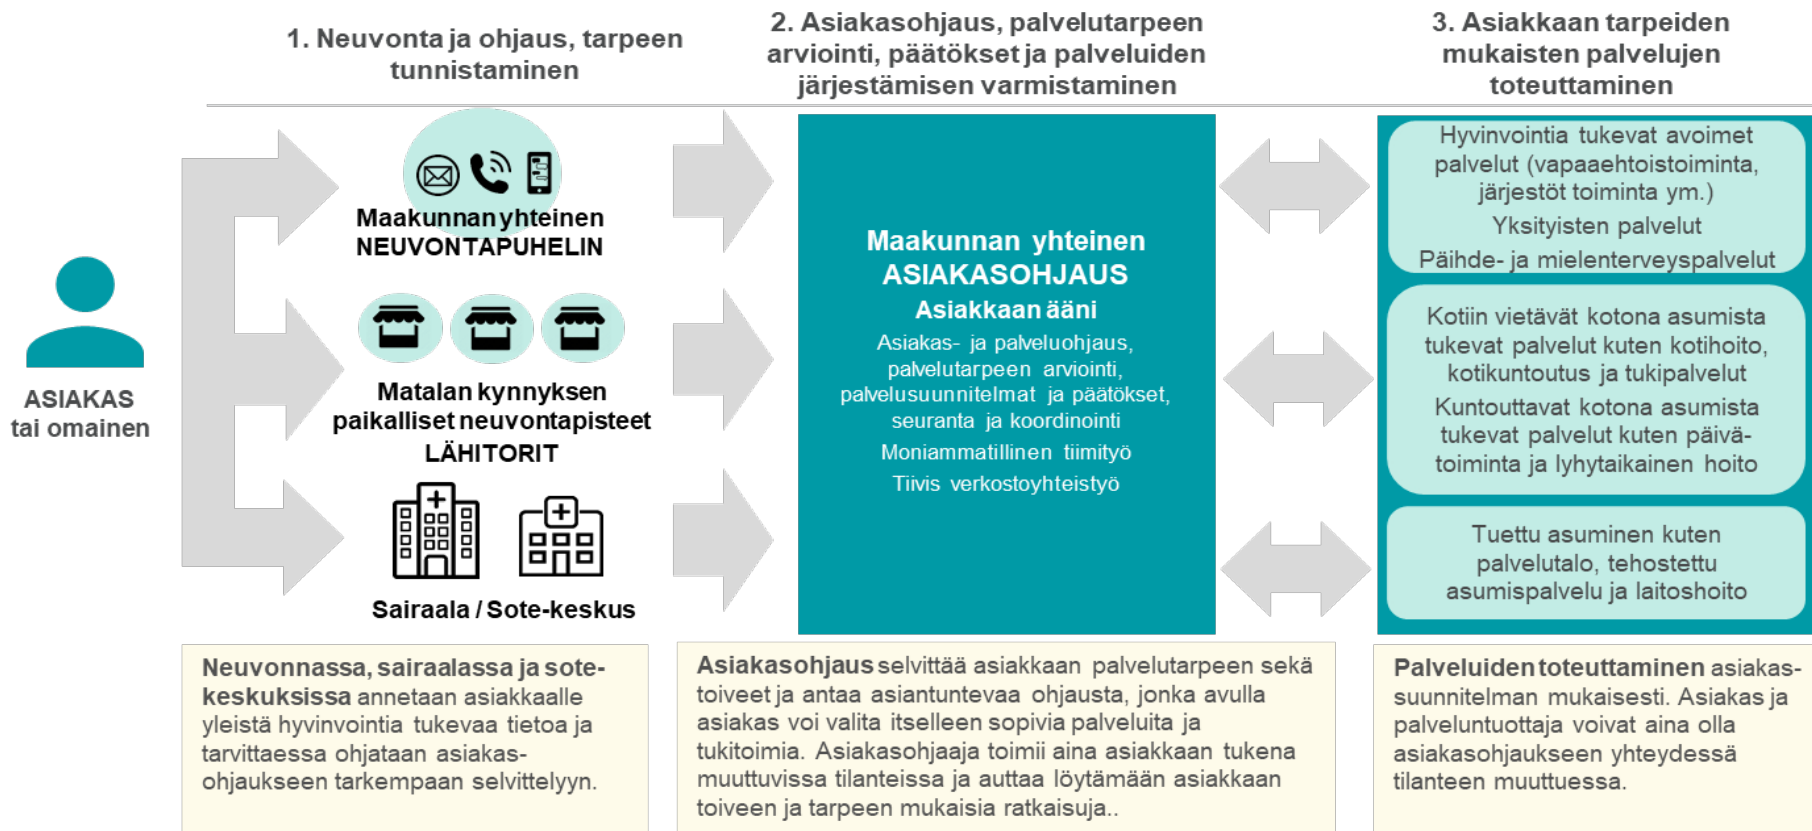 1. Neuvonta ja ohjaus, tarpeen
tunnistaminen
2. Asiakasohjaus, palvelutarpeen
arviointi, päätökset ja palveluiden
järjestämisen varmistaminen
3. Asiakkaan tarpeiden
mukaisten palvelujen
toteuttaminen
ASIAKAS
tai omainen
Maakunnan yhteinen
NEUVONTAPUHELIN
Matalan kynnyksen
paikalliset neuvontapisteet
LÄHITORIT
Sairaala / Sote-keskus
Maakunnan yhteinen
ASIAKASOHJAUS
Asiakkaan ääni
Asiakas- ja palveluohjaus,
palvelutarpeen arviointi,
palvelusuunnitelmat ja päätökset,
seuranta ja koordinointi
Moniammatillinen tiimityö
Tiivis verkostoyhteistyö
Hyvinvointia tukevat avoimet
palvelut (vapaaehtoistoiminta,
järjestöt toiminta ym.)
Yksityisten palvelut
Päihde- ja mielenterveyspalvelut
Kotiin vietävät kotona asumista
tukevat palvelut kuten kotihoito,
kotikuntoutus ja tukipalvelut
Kuntouttavat kotona asumista
tukevat palvelut kuten päivä-
toiminta ja lyhytaikainen hoito
Tuettu asuminen kuten
palvelutalo, tehostettu
asumispalvelu ja laitoshoito
Neuvonnassa, sairaalassa ja sote-
keskuksissa annetaan asiakkaalle
yleistä hyvinvointia tukevaa tietoa ja
tarvittaessa ohjataan asiakas-
ohjaukseen tarkempaan selvittelyyn.
Asiakasohjaus selvittää asiakkaan palvelutarpeen sekä
toiveet ja antaa asiantuntevaa ohjausta, jonka avulla
asiakas voi valita itselleen sopivia palveluita ja
tukitoimia. Asiakasohjaaja toimii aina asiakkaan tukena
muuttuvissa tilanteissa ja auttaa löytämään asiakkaan
toiveen ja tarpeen mukaisia ratkaisuja..
Palveluiden toteuttaminen asiakas-
suunnitelman mukaisesti. Asiakas ja
palveluntuottaja voivat aina olla
asiakasohjaukseen yhteydessä
tilanteen muuttuessa.